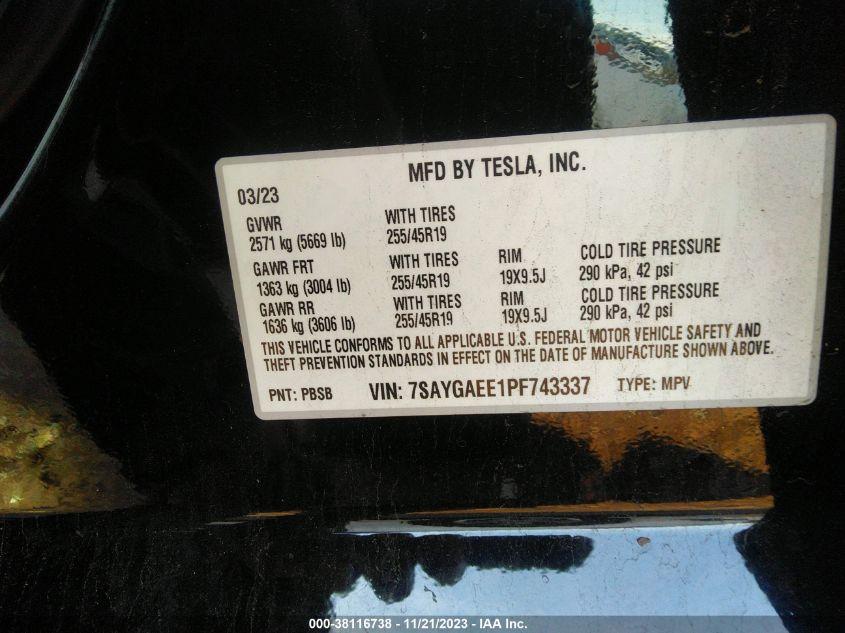 MFD BY TESLA, INC.
03/23
GVWR WITH TIRES
2571 kg (5669 lb) 255/45R19
GAWR FRT WITH TIRES RIM COLD TIRE PRESSURE
1363 kg (3004 lb) 255/45R19 19X9.5J 290 kPa, 42 psi
GAWR RR WITH TIRES RIM COLD TIRE PRESSURE
1636 kg (3606 lb) 255/45R19 19X9.5J 290 kPa, 42 psi
THIS VEHICLE CONFORMS TO ALL APPLICABLE U.S. FEDERAL MOTOR VEHICLE SAFETY AND
THEFT PREVENTION STANDARDS IN EFFECT ON THE DATE OF MANUFACTURE SHOWN ABOVE.
PNT: PBSB VIN: 7SAYGAEE1PF743337 TYPE: MPV
000-38116738 - 11/21/2023 - IAA Inc.